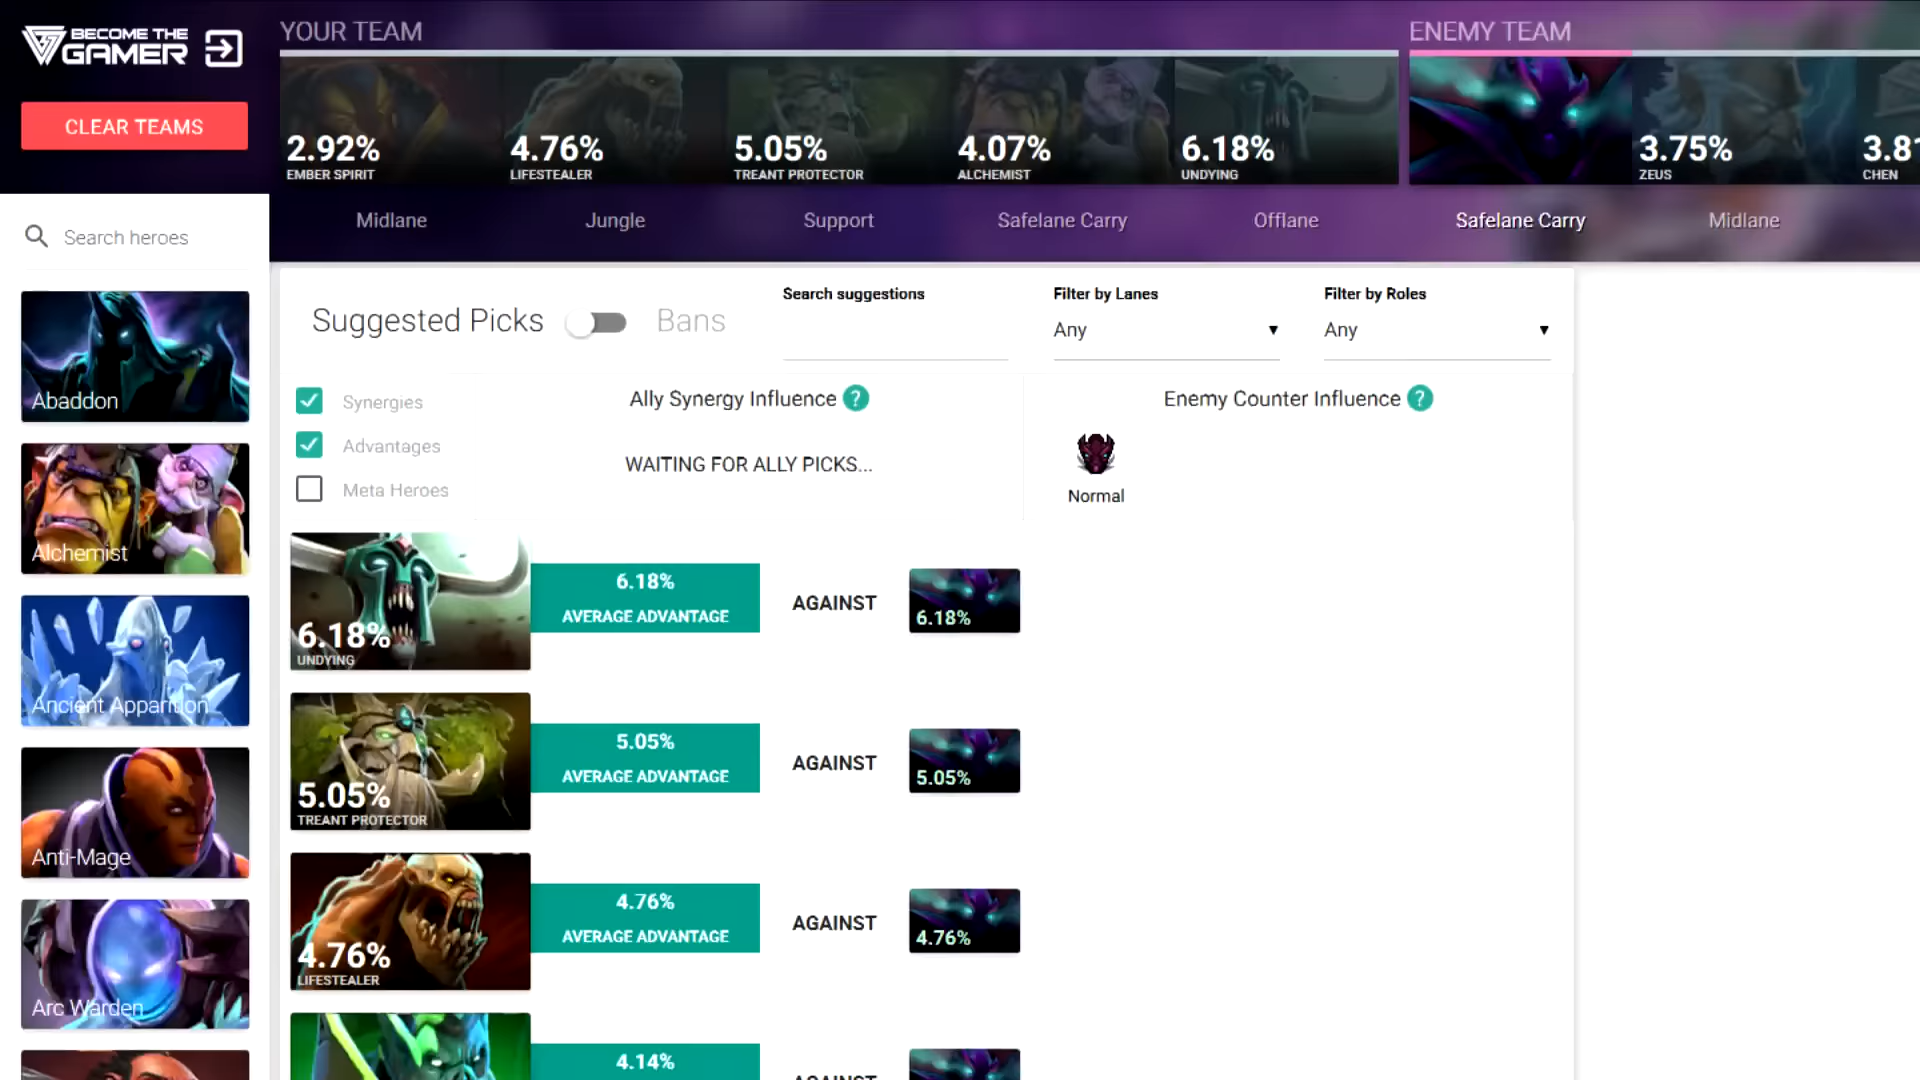 BECOME THE
GAMER
CLEAR TEAMS
Search heroes
Abaddon
Alchemist
Ancient Apparition
Anti-Mage
Arc Warden
YOUR TEAM
2.92%
EMBER SPIRIT
4.76%
LIFESTEALER
5.05%
TREANT PROTECTOR
4.07%
ALCHEMIST
6.18%
UNDYING
Midlane
Jungle
Support
Safelane Carry
Offlane
ENEMY TEAM
3.75%
ZEUS
CHEN
Safelane Carry
Midlane
Suggested Picks
Bans
Search suggestions
Filter by Lanes
Any
Filter by Roles
Any
Synergies
Advantages
Meta Heroes
Ally Synergy Influence ?
WAITING FOR ALLY PICKS...
Enemy Counter Influence ?
Normal
6.18%
UNDYING
6.18%
AVERAGE ADVANTAGE
AGAINST
6.18%
5.05%
TREANT PROTECTOR
5.05%
AVERAGE ADVANTAGE
AGAINST
5.05%
4.76%
LIFESTEALER
4.76%
AVERAGE ADVANTAGE
AGAINST
4.76%
4.14%